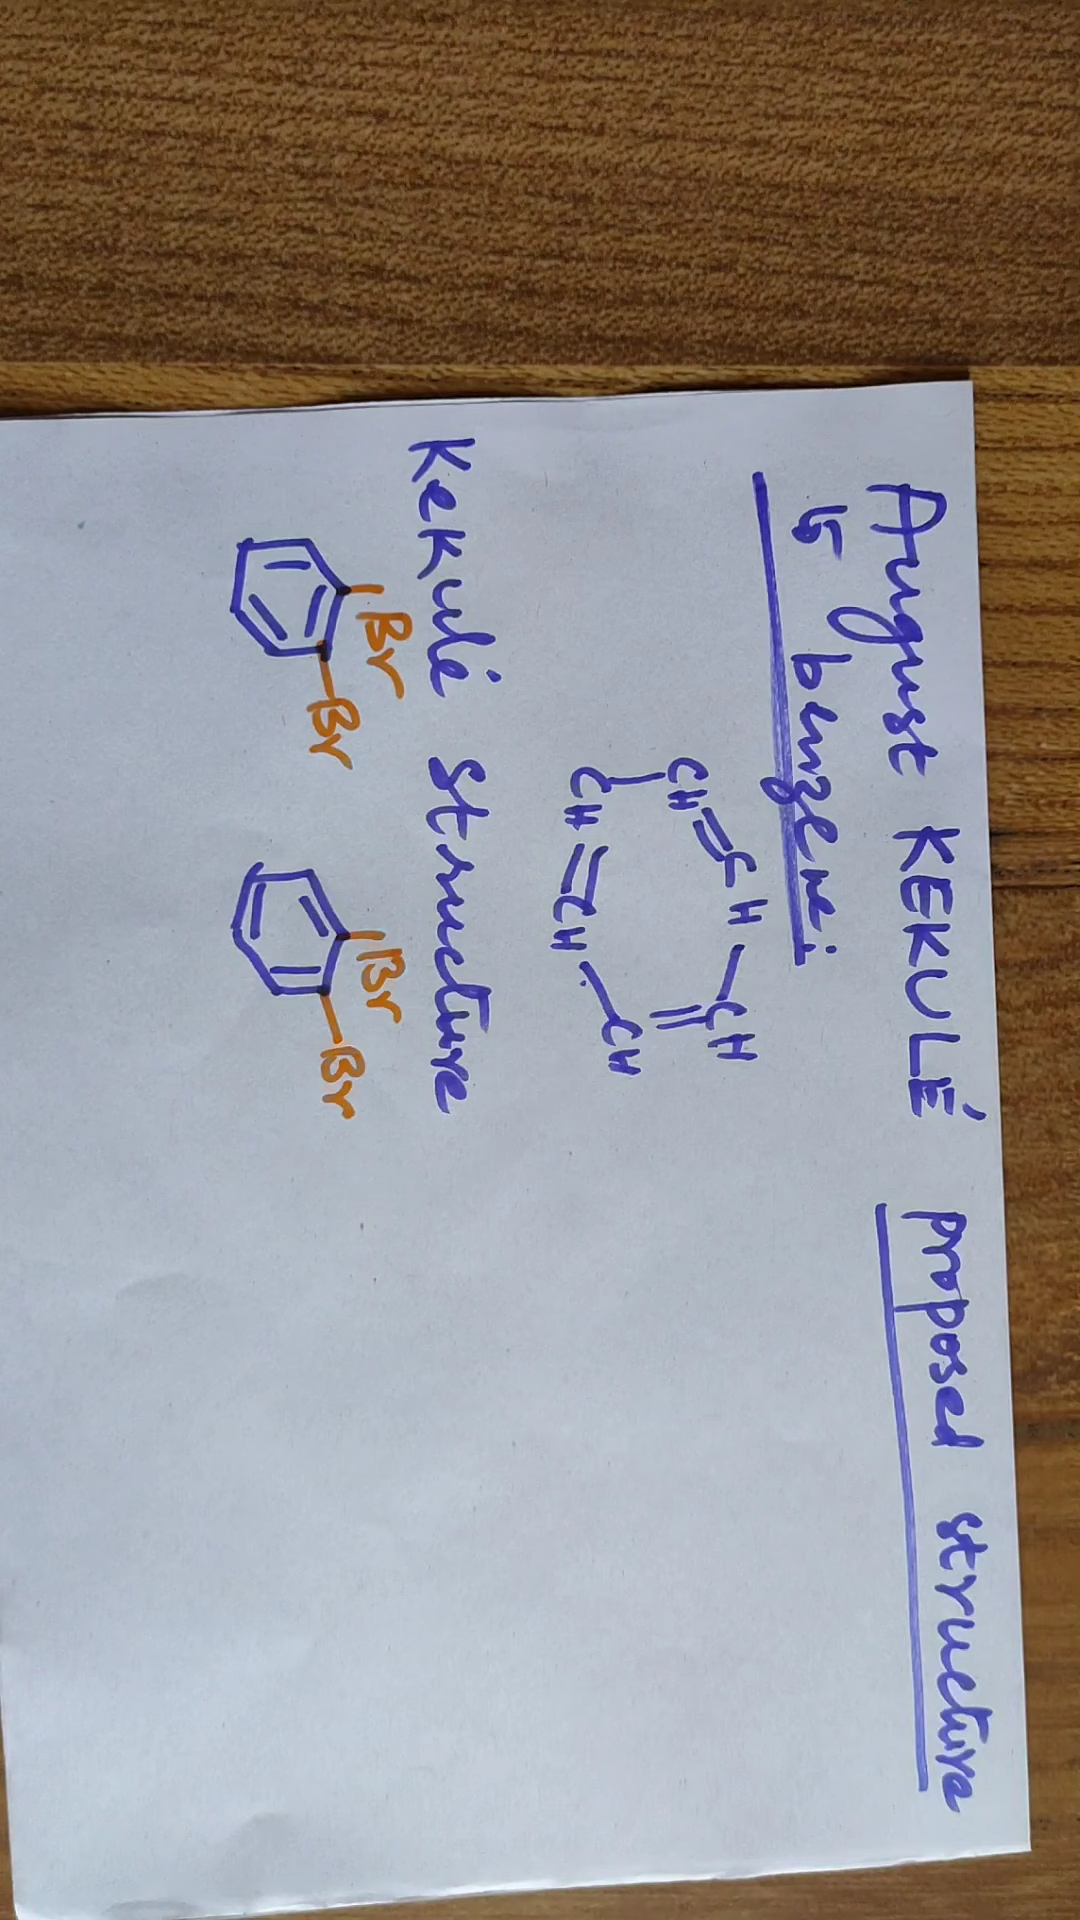 August KEKULÉ proposed structure
↳ benzene:
CH=CH-CH
CH=CH-CH
Kekulé structure
Br Br
Br Br